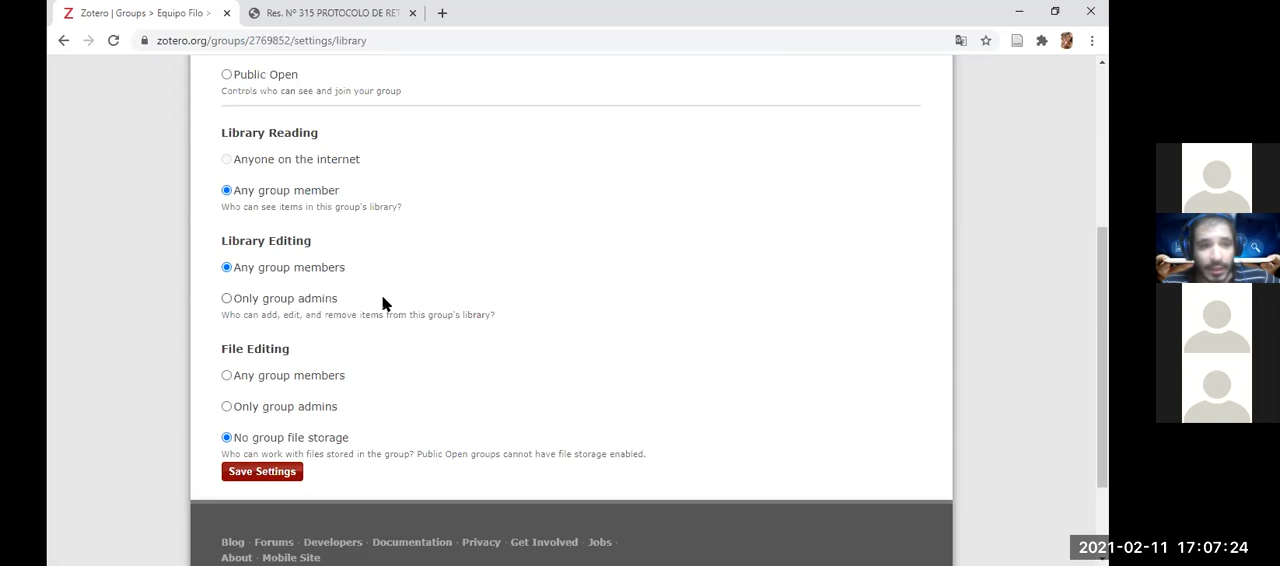 Zotero | Groups > Equipo Filo >
Res. Nº 315 PROTOCOLO DE RET
zotero.org/groups/2769852/settings/library
Public Open
Controls who can see and join your group
Library Reading
Anyone on the internet
Any group member
Who can see items in this group's library?
Library Editing
Any group members
Only group admins
Who can add, edit, and remove items from this group's library?
File Editing
Any group members
Only group admins
No group file storage
Who can work with files stored in the group? Public Open groups cannot have file storage enabled.
Save Settings
Blog · Forums · Developers · Documentation · Privacy · Get Involved · Jobs ·
About · Mobile Site
2021-02-11 17:07:24